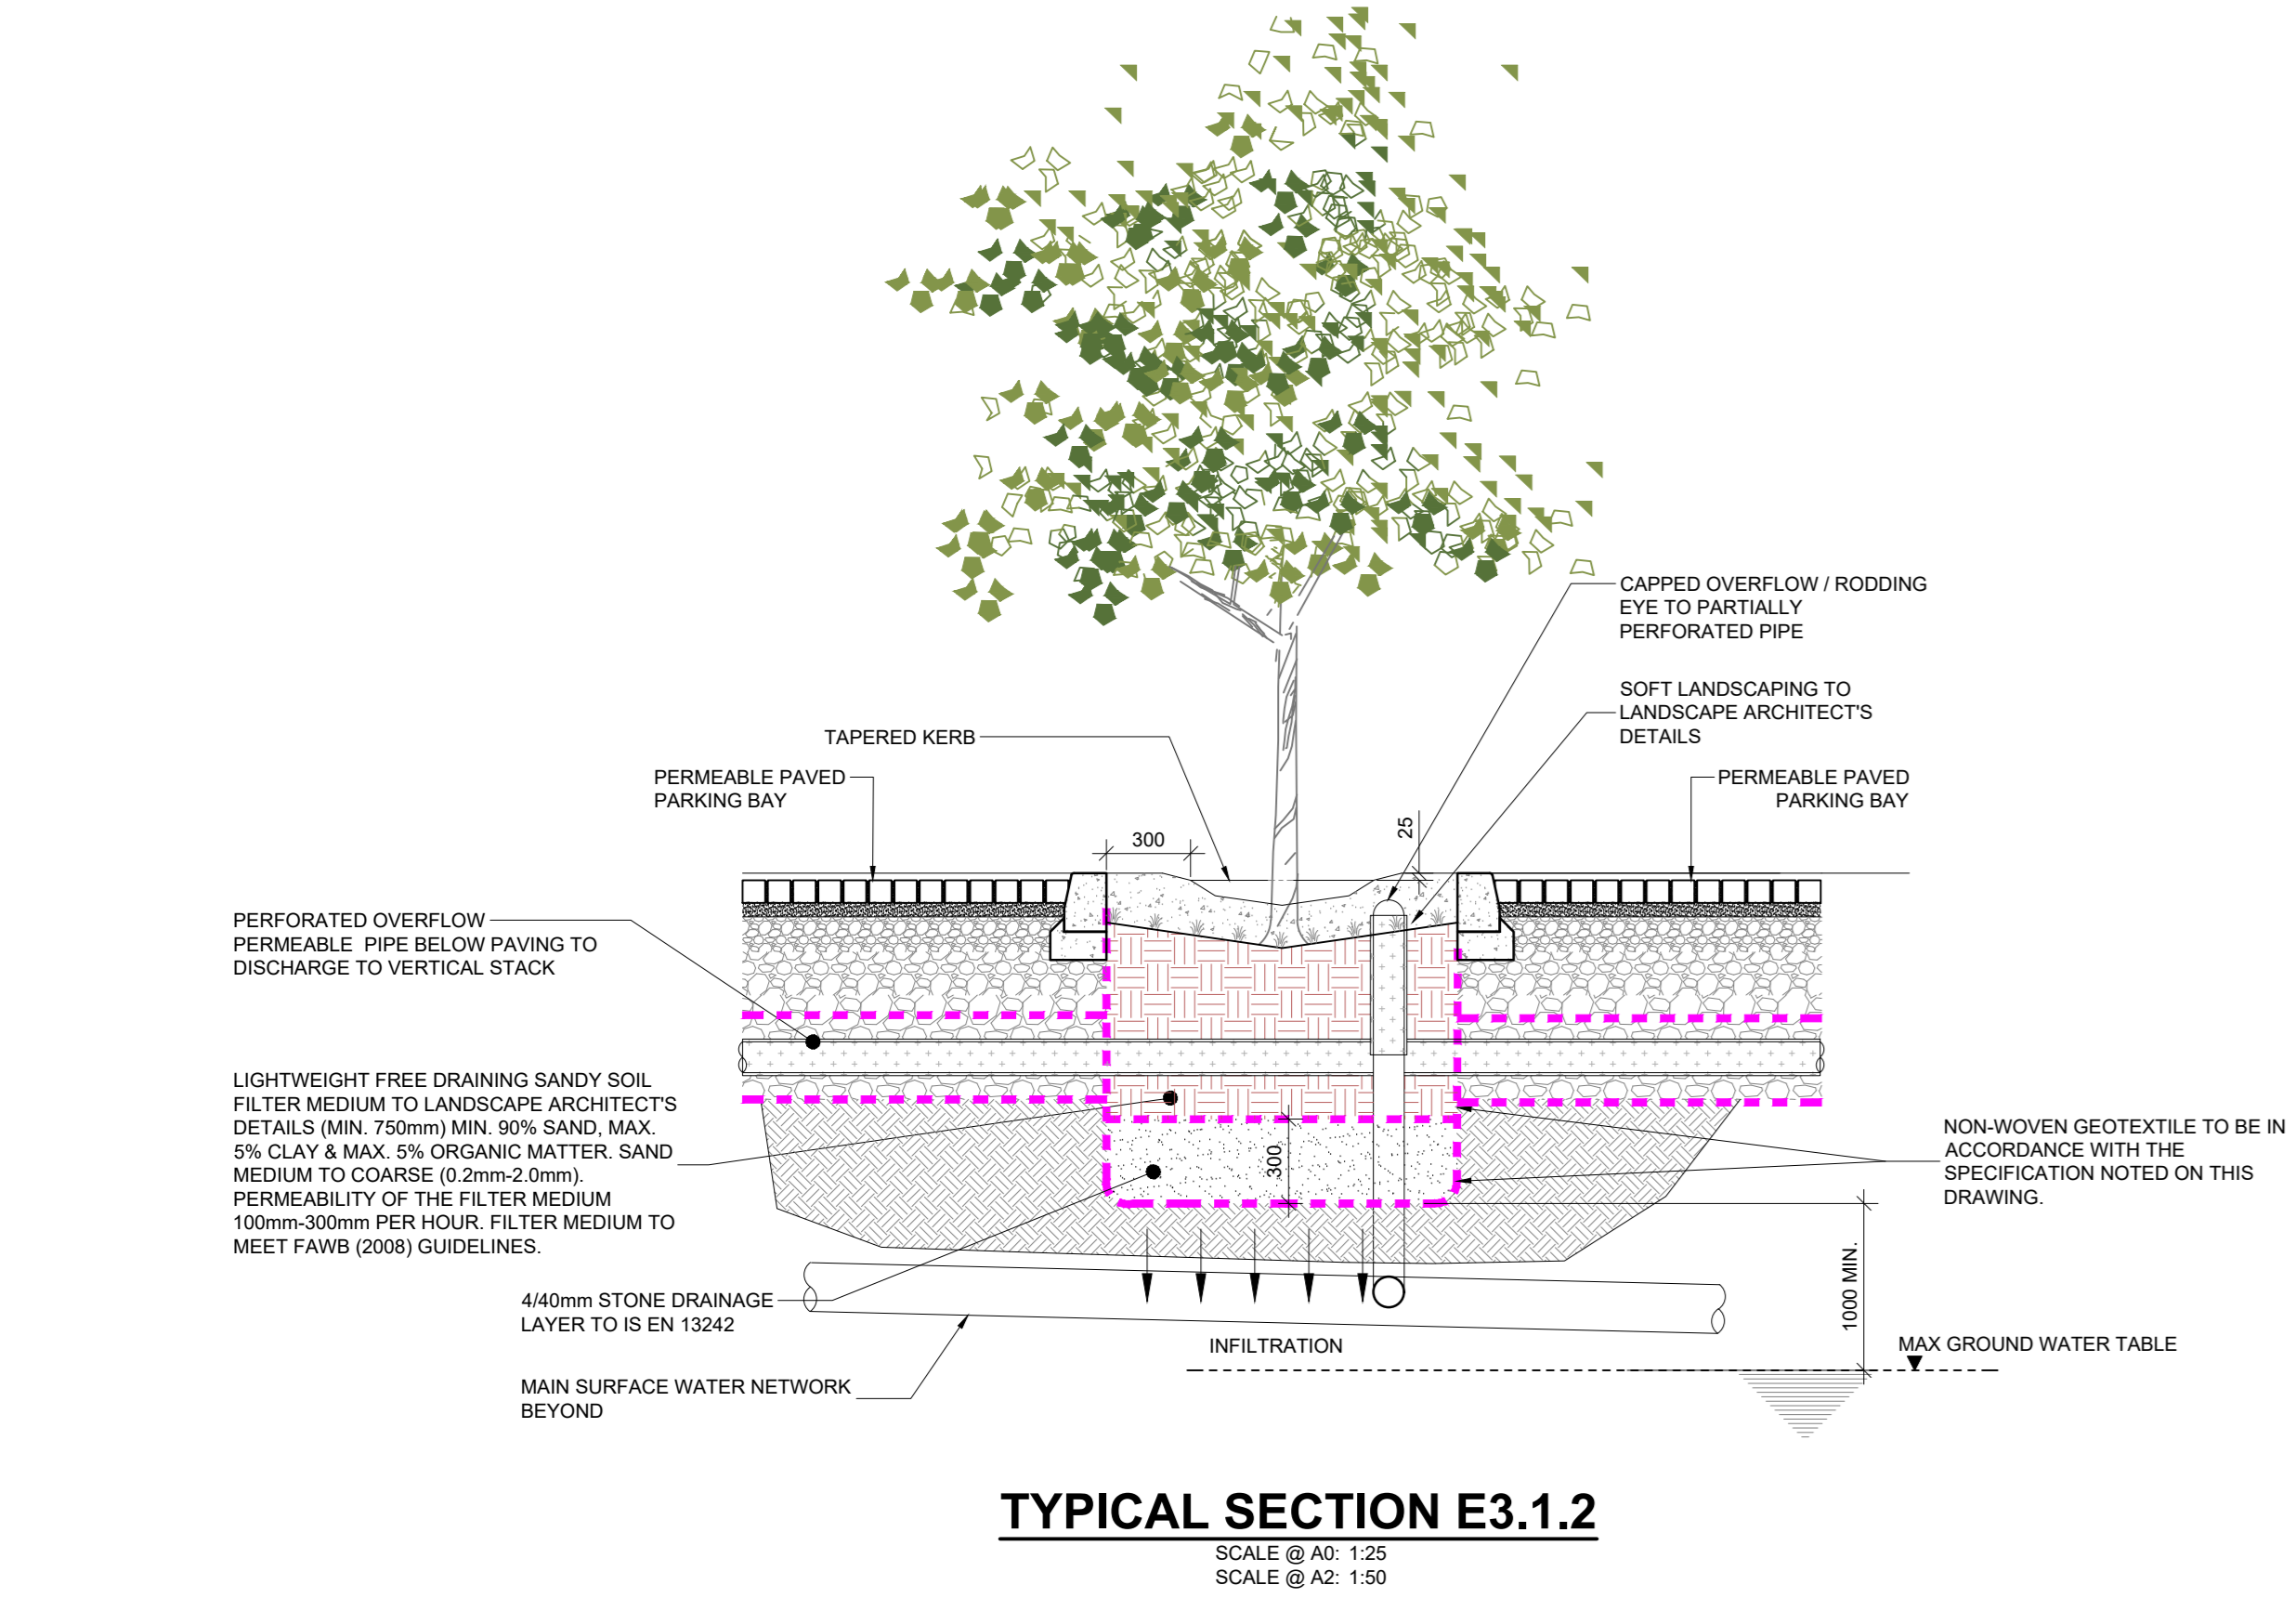 CAPPED OVERFLOW / RODDING
EYE TO PARTIALLY
PERFORATED PIPE
SOFT LANDSCAPING TO
LANDSCAPE ARCHITECT'S
DETAILS
TAPERED KERB
PERMEABLE PAVED
PARKING BAY
PERMEABLE PAVED
PARKING BAY
300
25
PERFORATED OVERFLOW
PERMEABLE PIPE BELOW PAVING TO
DISCHARGE TO VERTICAL STACK
LIGHTWEIGHT FREE DRAINING SANDY SOIL
FILTER MEDIUM TO LANDSCAPE ARCHITECT'S
DETAILS (MIN. 750mm) MIN. 90% SAND, MAX.
5% CLAY & MAX. 5% ORGANIC MATTER. SAND
MEDIUM TO COARSE (0.2mm-2.0mm).
PERMEABILITY OF THE FILTER MEDIUM
100mm-300mm PER HOUR. FILTER MEDIUM TO
MEET FAWB (2008) GUIDELINES.
300
NON-WOVEN GEOTEXTILE TO BE IN
ACCORDANCE WITH THE
SPECIFICATION NOTED ON THIS
DRAWING.
4/40mm STONE DRAINAGE
LAYER TO IS EN 13242
1000 MIN.
INFILTRATION
MAX GROUND WATER TABLE
MAIN SURFACE WATER NETWORK
BEYOND
TYPICAL SECTION E3.1.2
SCALE @ A0: 1:25
SCALE @ A2: 1:50